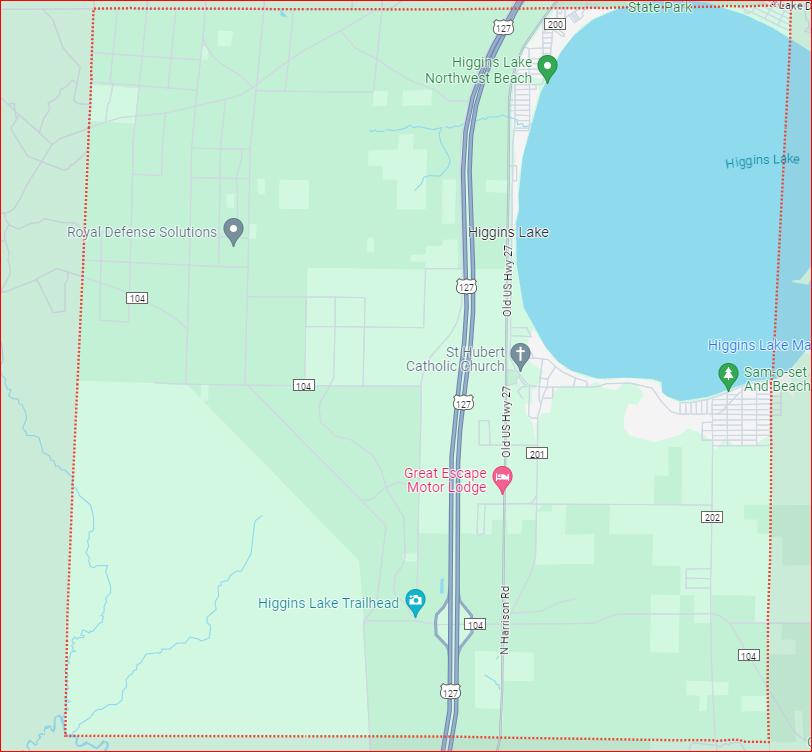 State Park
Lake D
127
200
Higgins Lake
Northwest Beach
Higgins Lake
Royal Defense Solutions
Higgins Lake
Old US Hwy 27
127
104
Higgins Lake Ma
St Hubert
Catholic Church
Sam-o-set
And Beach
104
127
Old US Hwy 27
201
Great Escape
Motor Lodge
202
Higgins Lake Trailhead
N Harrison Rd
104
104
127